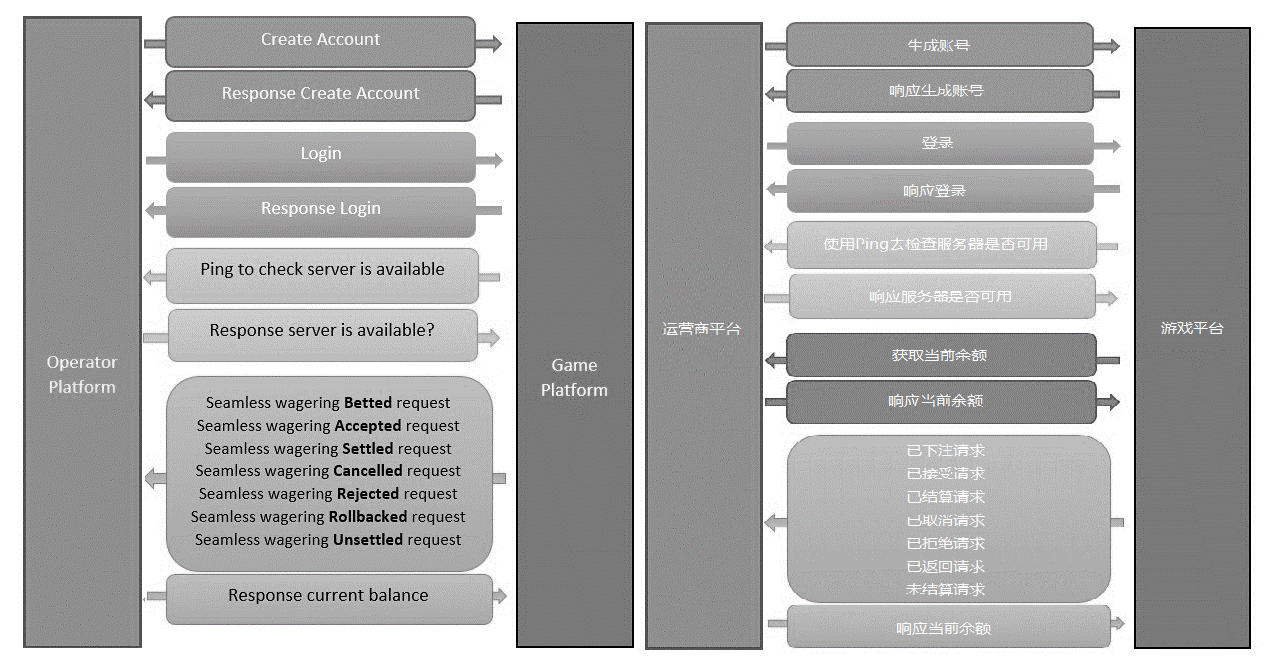 Create Account
Response Create Account
Login
Response Login
Ping to check server is available
Response server is available?
Operator
Platform
Game
Platform
Seamless wagering Betted request
Seamless wagering Accepted request
Seamless wagering Settled request
Seamless wagering Cancelled request
Seamless wagering Rejected request
Seamless wagering Rollbacked request
Seamless wagering Unsettled request
Response current balance
生成账号
响应生成账号
登录
响应登录
使用Ping去检查服务器是否可用
响应服务器是否可用
运营商平台
游戏平台
获取当前余额
响应当前余额
已下注请求
已接受请求
已结算请求
已取消请求
已拒绝请求
已返回请求
未结算请求
响应当前余额